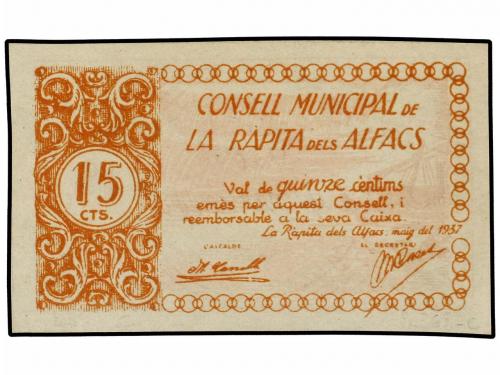 15
CTS.
CONSELL MUNICIPAL DE
LA RÀPITA DELS ALFACS
Val de quinze cèntims
emès per aquest Consell, i
reemborsable a la seva Caixa.
La Ràpita dels Alfacs, maig del 1937
L'ALCALDE EL SECRETARI